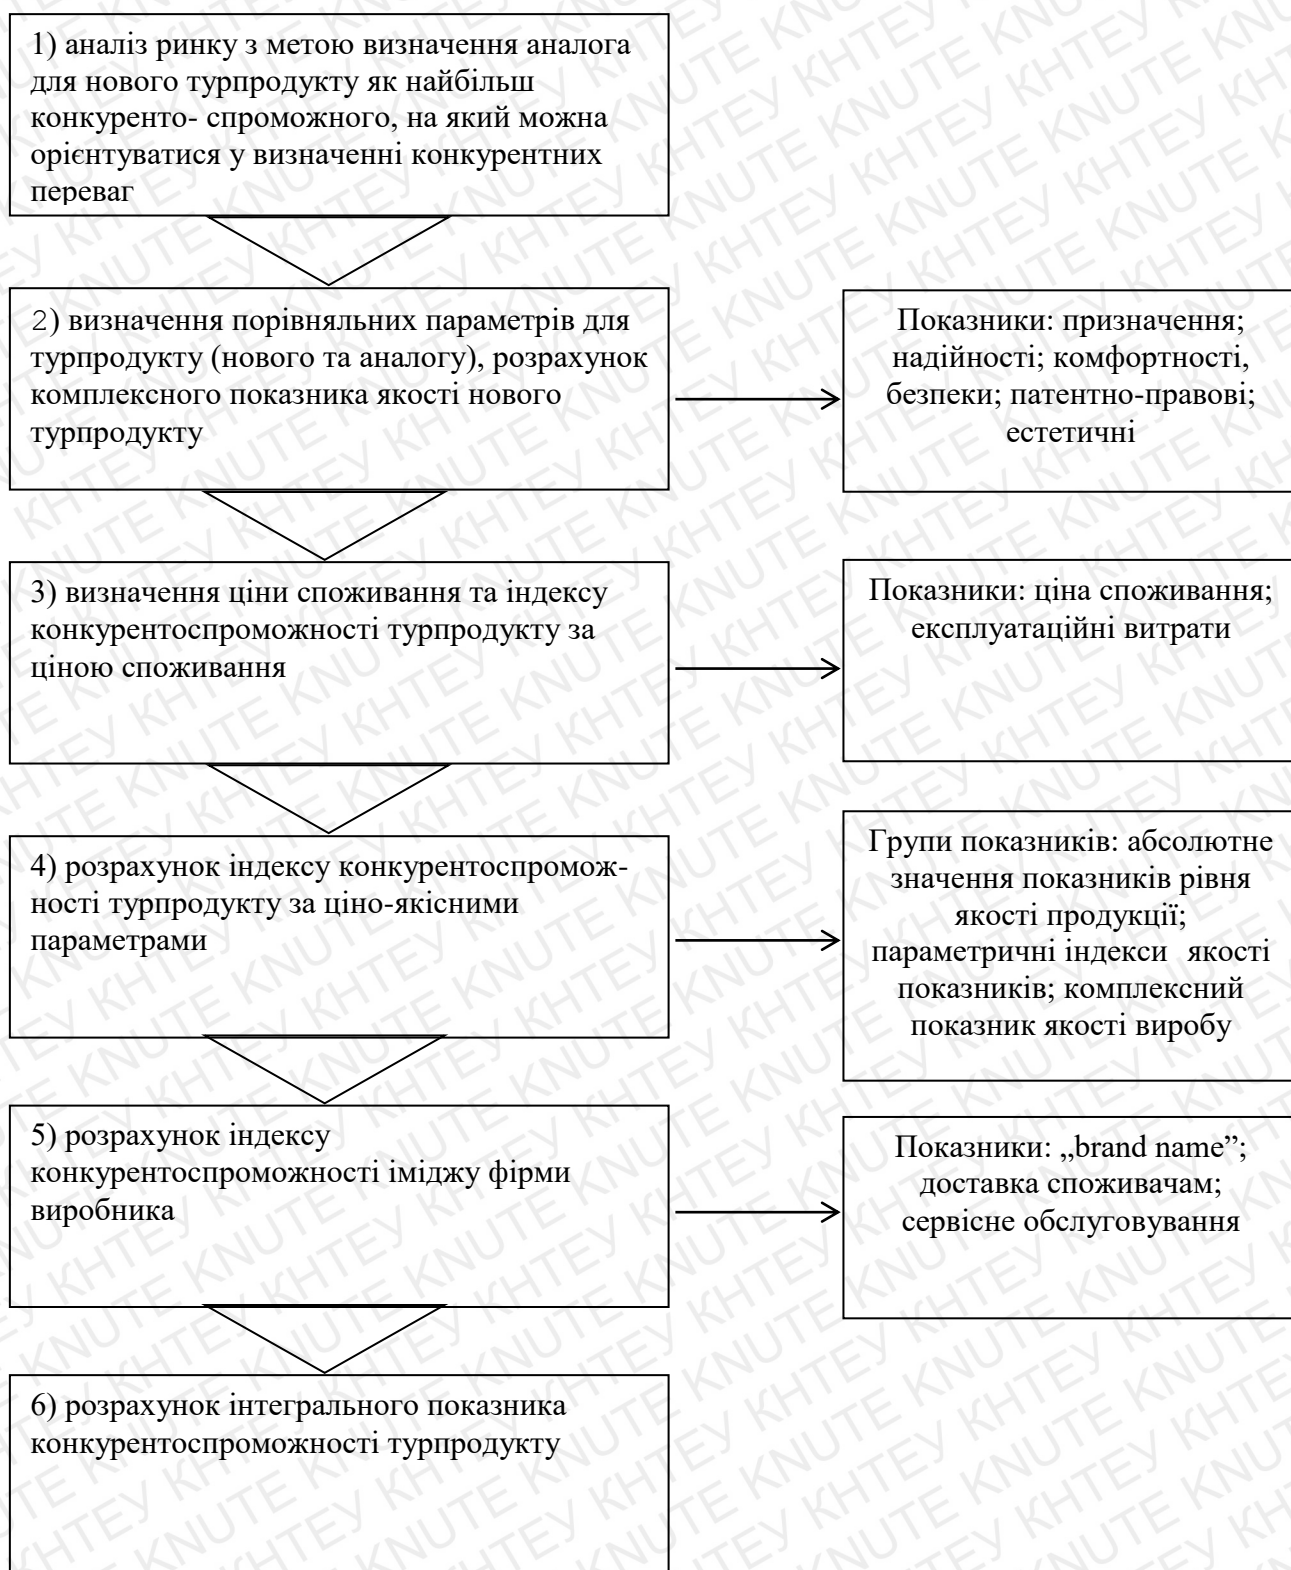 1) аналіз ринку з метою визначення аналога
для нового турпродукту як найбільш
конкуренто- спроможного, на який можна
орієнтуватися у визначенні конкурентних
переваг
2) визначення порівняльних параметрів для
турпродукту (нового та аналогу), розрахунок
комплексного показника якості нового
турпродукту
Показники: призначення;
надійності; комфортності,
безпеки; патентно-правові;
естетичні
3) визначення ціни споживання та індексу
конкурентоспроможності турпродукту за
ціною споживання
Показники: ціна споживання;
експлуатаційні витрати
4) розрахунок індексу конкурентоспромож-
ності турпродукту за ціно-якісними
параметрами
Групи показників: абсолютне
значення показників рівня
якості продукції;
параметричні індекси якості
показників; комплексний
показник якості виробу
5) розрахунок індексу
конкурентоспроможності іміджу фірми
виробника
Показники: „brand name”;
доставка споживачам;
сервісне обслуговування
6) розрахунок інтегрального показника
конкурентоспроможності турпродукту